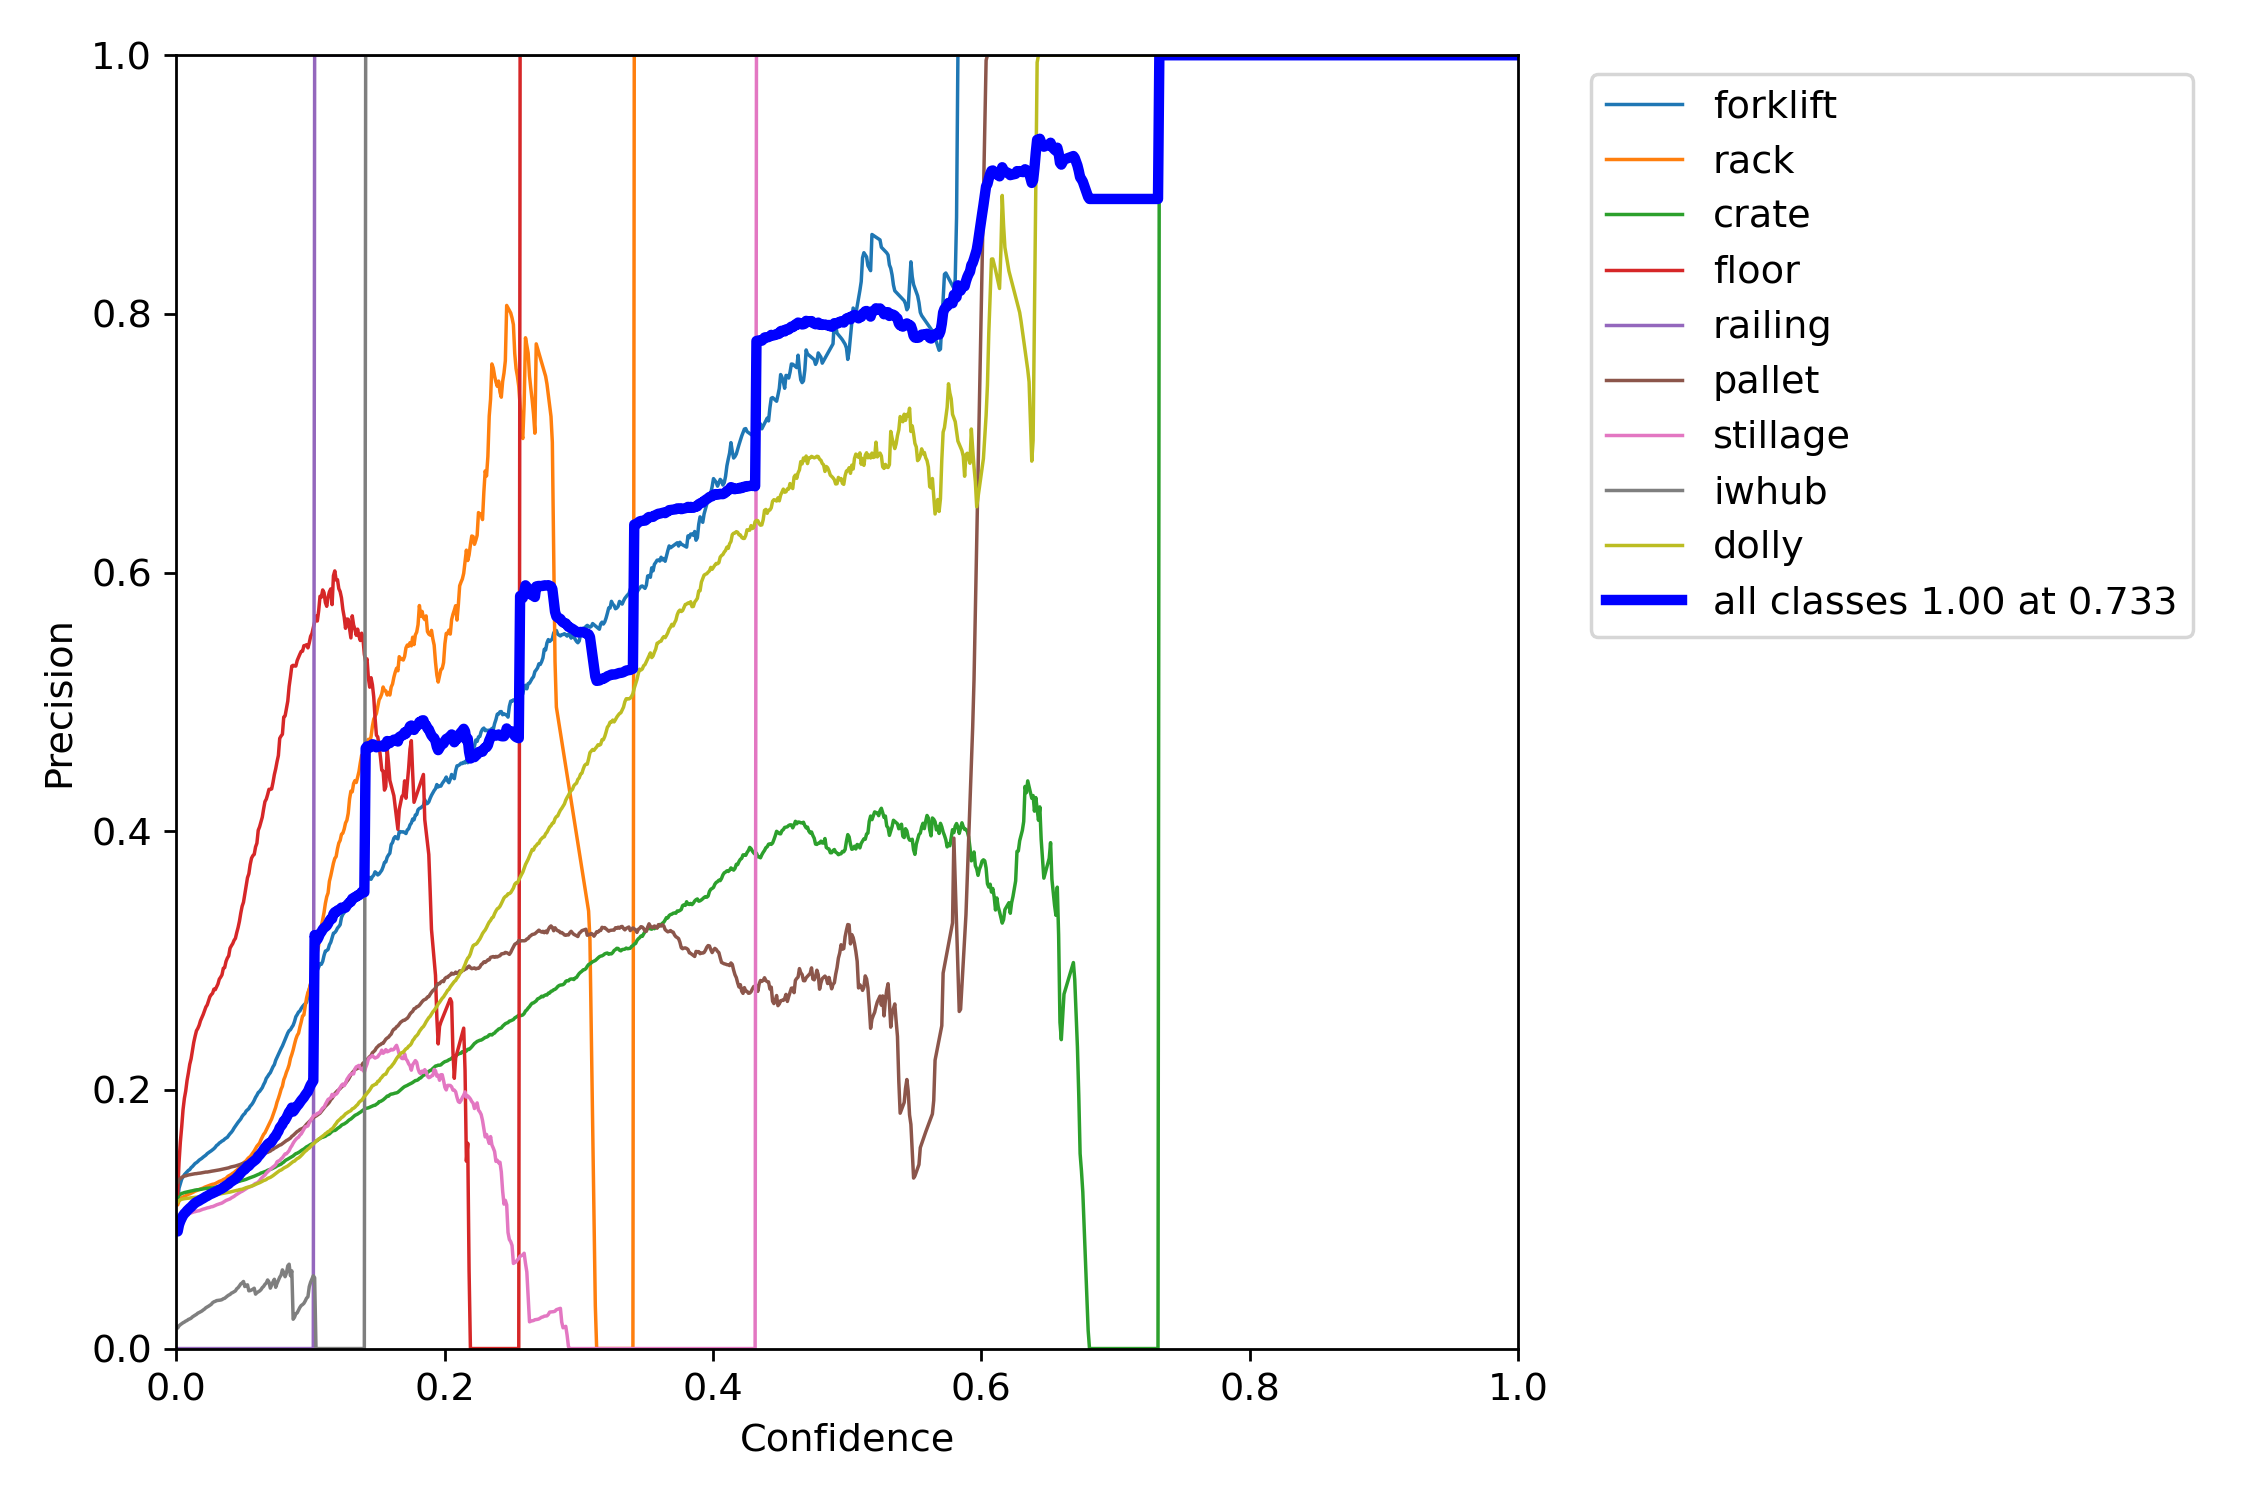 1.0
0.8
0.6
0.4
0.2
0.0
Precision
0.0 0.2 0.4 0.6 0.8 1.0
Confidence
forklift
rack
crate
floor
railing
pallet
stillage
iwhub
dolly
all classes 1.00 at 0.733